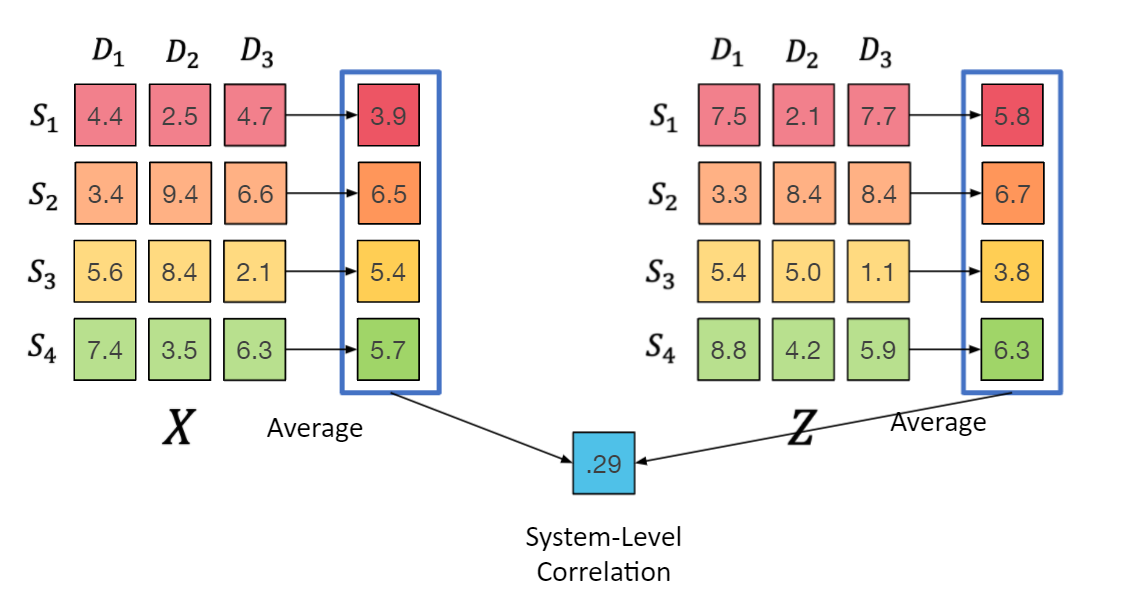 D₁ D₂ D₃
S₁ 4.4 2.5 4.7 3.9
S₂ 3.4 9.4 6.6 6.5
S₃ 5.6 8.4 2.1 5.4
S₄ 7.4 3.5 6.3 5.7
X
Average
D₁ D₂ D₃
S₁ 7.5 2.1 7.7 5.8
S₂ 3.3 8.4 8.4 6.7
S₃ 5.4 5.0 1.1 3.8
S₄ 8.8 4.2 5.9 6.3
Z
Average
.29
System-Level
Correlation